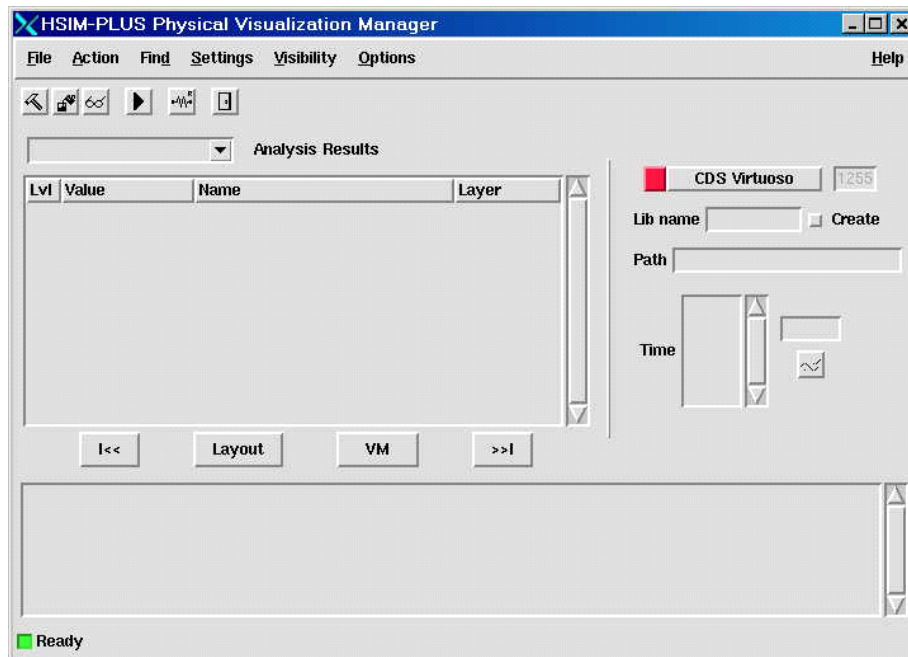 HSIM-PLUS Physical Visualization Manager
File Action Find Settings Visibility Options Help
Analysis Results
Lvl Value Name Layer
CDS Virtuoso 1255
Lib name Create
Path
Time
I<< Layout VM >>I
Ready